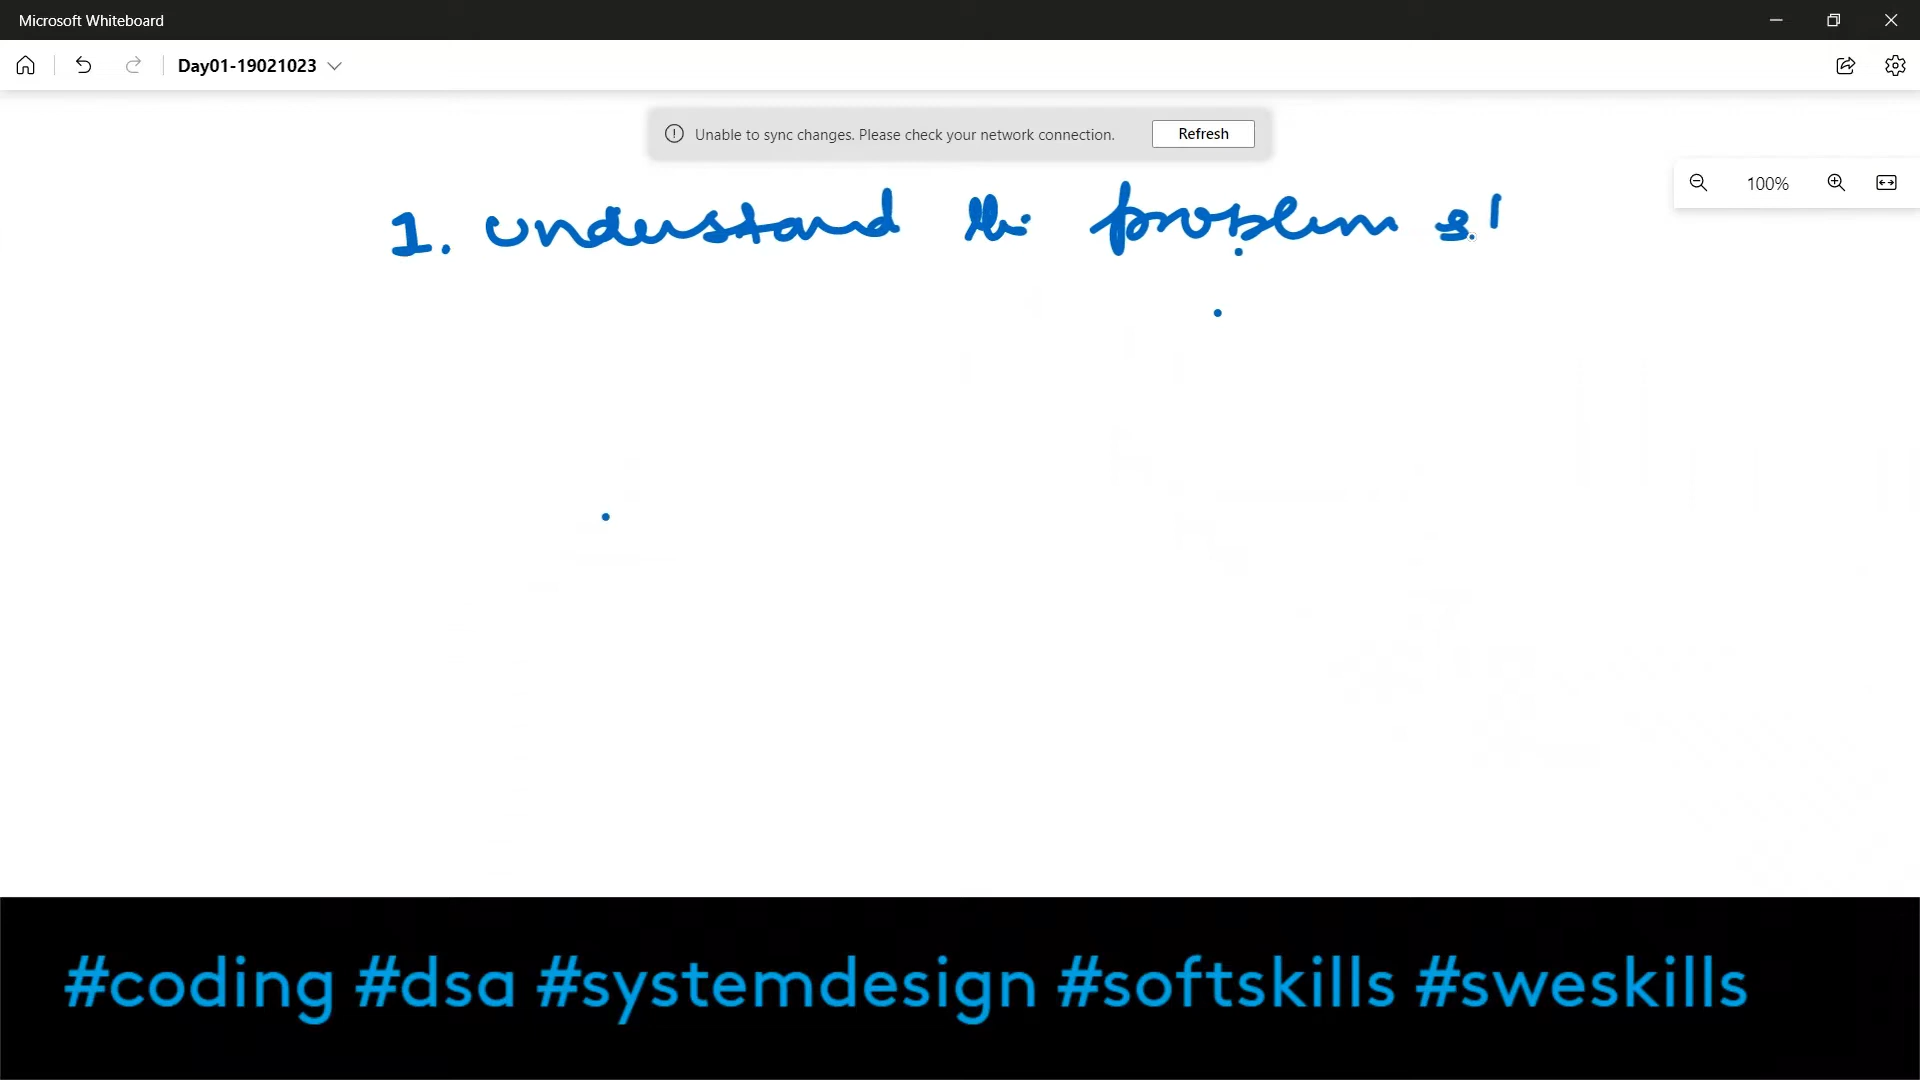 Microsoft Whiteboard
Day01-19021023
Unable to sync changes. Please check your network connection. Refresh
100%
1. understand the problem
#coding #dsa #systemdesign #softskills #sweskills